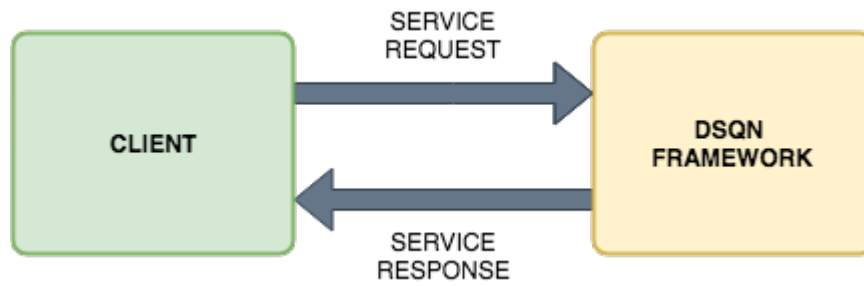 SERVICE
REQUEST
CLIENT
DSQN
FRAMEWORK
SERVICE
RESPONSE